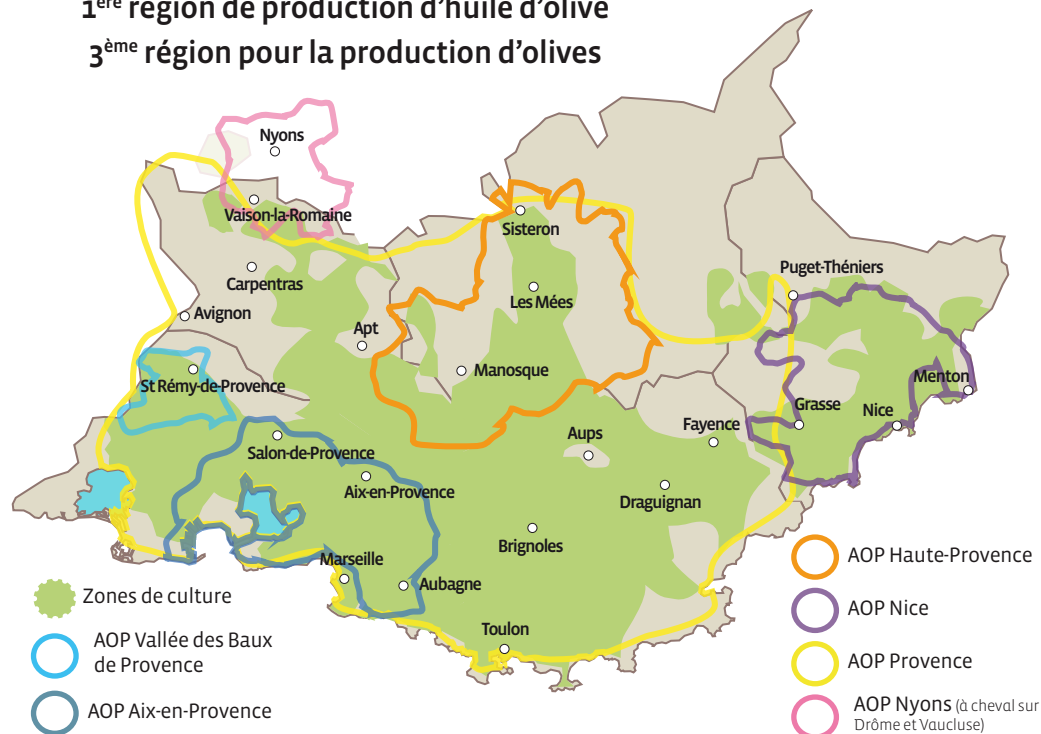 1ère région de production d'huile d'olive
3ème région pour la production d'olives
Nyons
Vaison-la-Romaine
Sisteron
Carpentras
Puget-Théniers
Les Mées
Avignon
Apt
Manosque
St Rémy-de-Provence
Menton
Grasse
Nice
Fayence
Aups
Salon-de-Provence
Aix-en-Provence
Draguignan
Brignoles
Marseille
Aubagne
Toulon
Zones de culture
AOP Vallée des Baux
de Provence
AOP Aix-en-Provence
AOP Haute-Provence
AOP Nice
AOP Provence
AOP Nyons (à cheval sur
Drôme et Vaucluse)